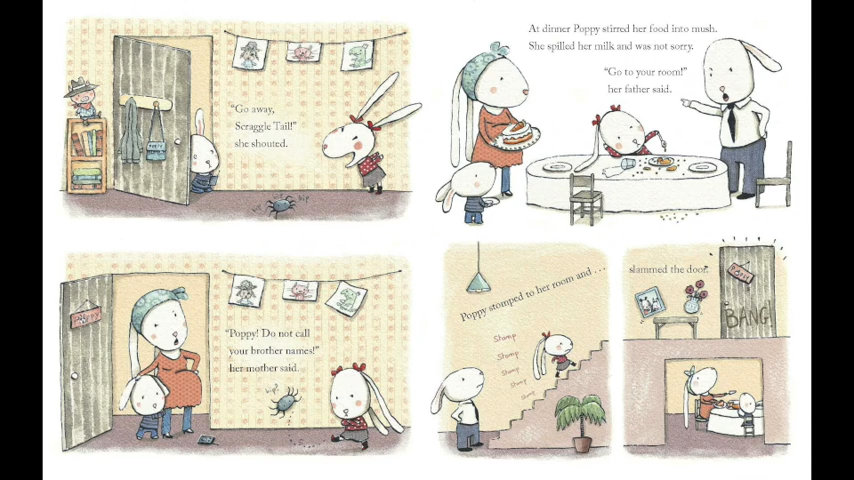 "Go away,
Scraggle Tail!"
she shouted.
"Poppy! Do not call
your brother names!"
her mother said.
POPPY
At dinner Poppy stirred her food into mush.
She spilled her milk and was not sorry.
"Go to your room!"
her father said.
Poppy stomped to her room and . . .
Stomp
Stomp
Stomp
Stomp
Stomp
slammed the door.
BANG!